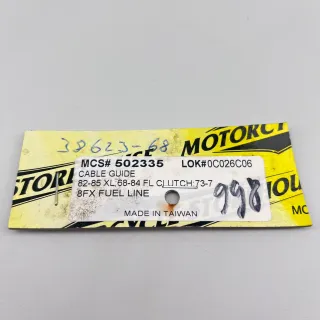 38623-68
MOTORCY
MCS# 502335 LOK#0C026C06
CABLE GUIDE
82-85 XL 68-84 FL CLUTCH:73-7
8FX FUEL LINE
998
MADE IN TAIWAN